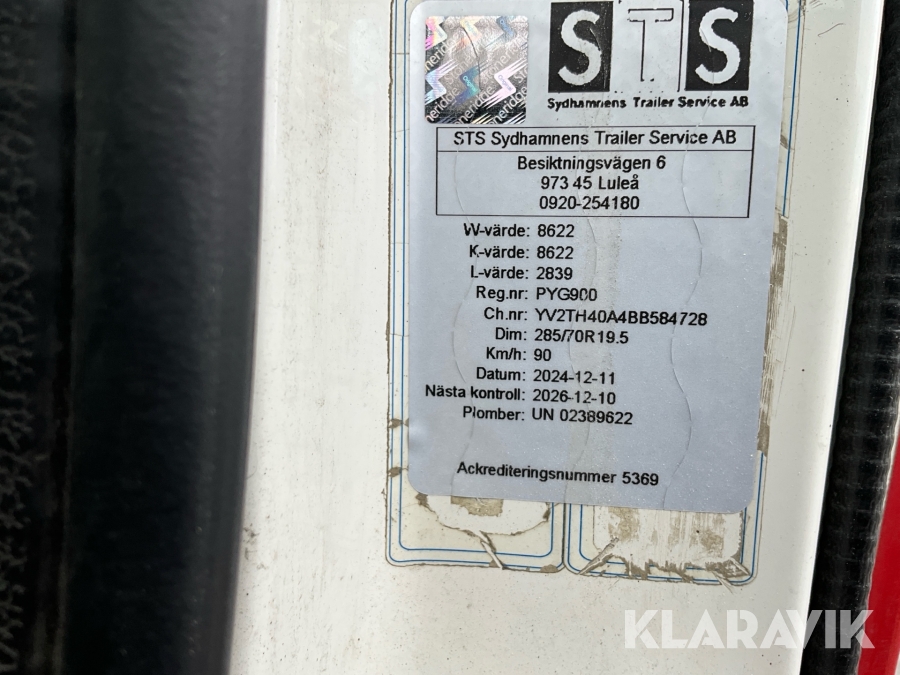 STS
Sydhamnens Trailer Service AB
STS Sydhamnens Trailer Service AB
Besiktningsvägen 6
973 45 Luleå
0920-254180
W-värde: 8622
K-värde: 8622
L-värde: 2839
Reg.nr: PYG900
Ch.nr: YV2TH40A4BB584728
Dim: 285/70R19.5
Km/h: 90
Datum: 2024-12-11
Nästa kontroll: 2026-12-10
Plomber: UN 02389622
Ackrediteringsnummer 5369
KLARAVIK